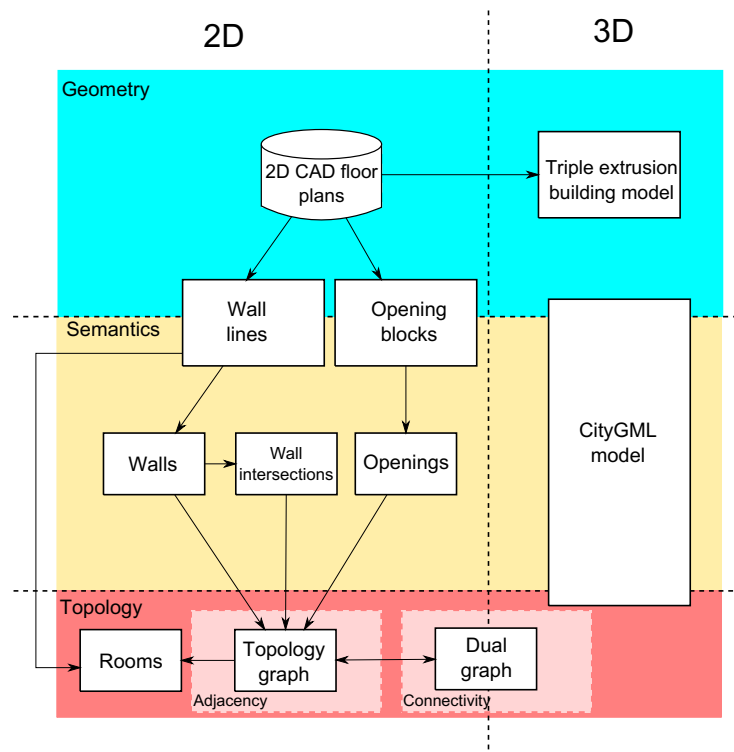 2D
3D
Geometry
2D CAD floor
plans
Triple extrusion
building model
Wall
lines
Opening
blocks
Semantics
CityGML
model
Walls
Wall
intersections
Openings
Topology
Rooms
Topology
graph
Dual
graph
Adjacency
Connectivity